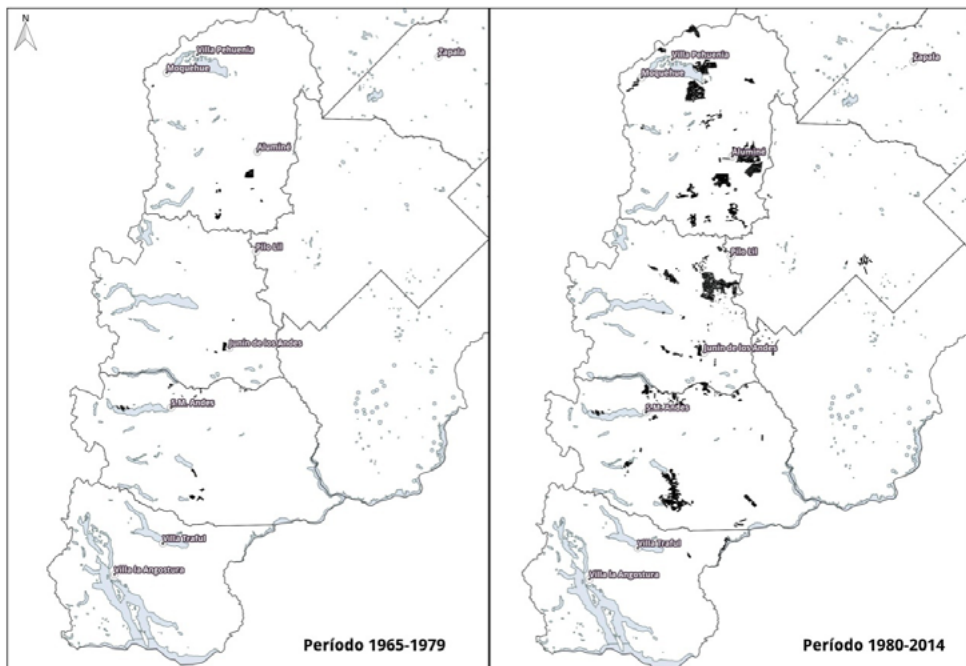 N
Villa Pehuenia
Moquehue
Zapala
Aluminé
Pilo Lil
Junín de los Andes
S.M. Andes
Villa Traful
Villa la Angostura
Período 1965-1979
Villa Pehuenia
Moquehue
Zapala
Aluminé
Pilo Lil
Junín de los Andes
S.M. Andes
Villa Traful
Villa la Angostura
Período 1980-2014